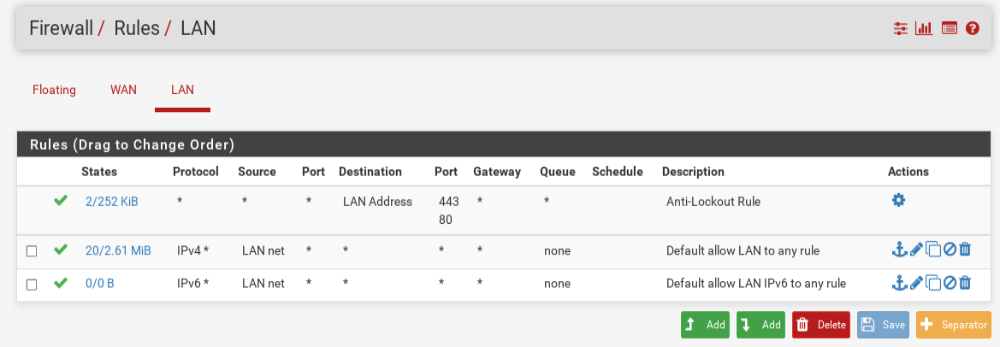 Firewall / Rules / LAN
Floating WAN LAN
Rules (Drag to Change Order)
States Protocol Source Port Destination Port Gateway Queue Schedule Description Actions
2/252 KiB * * * LAN Address 443 * * Anti-Lockout Rule
80
20/2.61 MiB IPv4 * LAN net * * * * none Default allow LAN to any rule
0/0 B IPv6 * LAN net * * * * none Default allow LAN IPv6 to any rule
Add Add Delete Save Separator